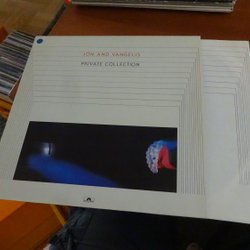 JON AND VANGELIS
PRIVATE COLLECTION